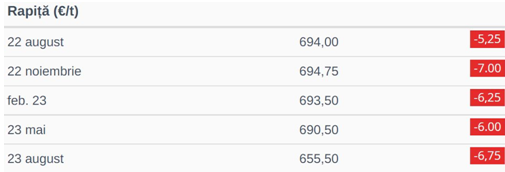 Rapiță (€/t)
22 august 694,00 -5,25
22 noiembrie 694,75 -7.00
feb. 23 693,50 -6,25
23 mai 690,50 -6.00
23 august 655,50 -6,75